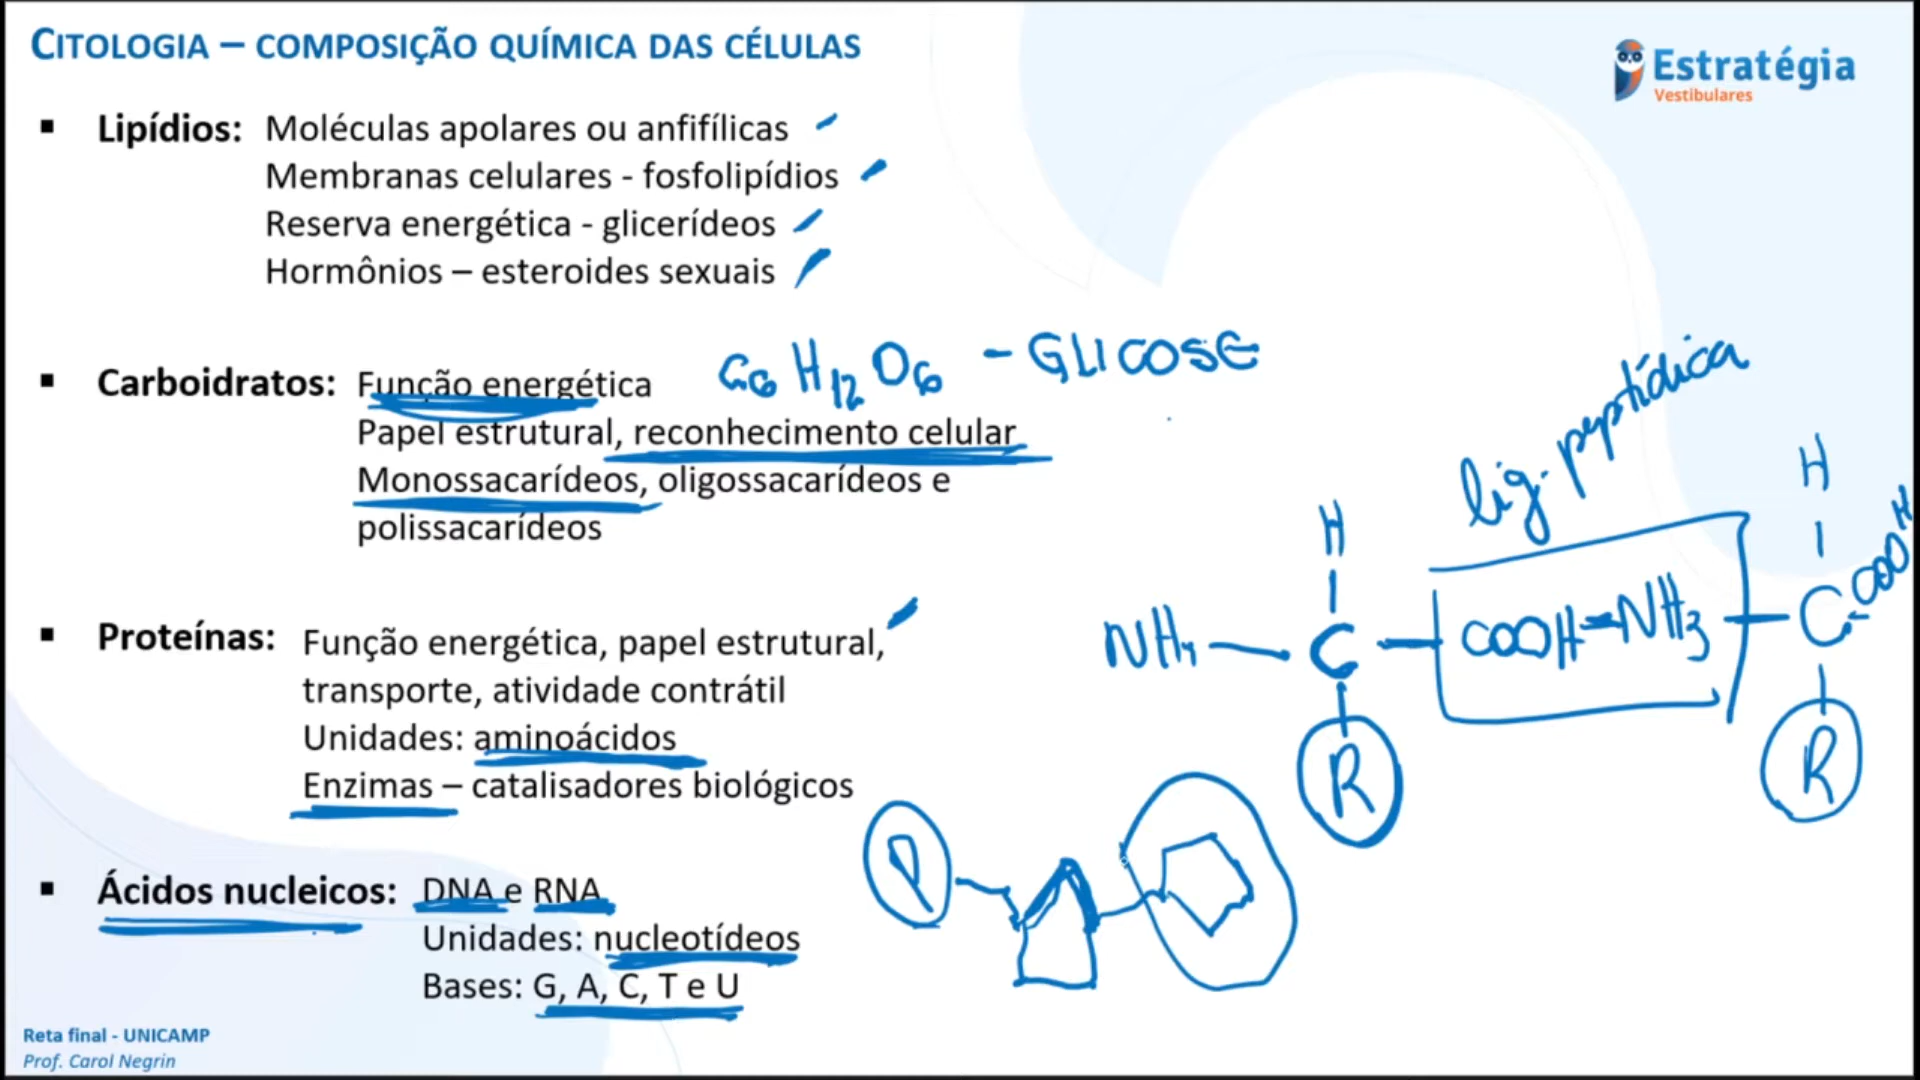 CITOLOGIA – COMPOSIÇÃO QUÍMICA DAS CÉLULAS
Estratégia
Vestibulares
▪ Lipídios: Moléculas apolares ou anfifílicas
Membranas celulares - fosfolipídios
Reserva energética - glicerídeos
Hormônios – esteroides sexuais
C6 H12 O6 - GLICOSE
▪ Carboidratos: Função energética
Papel estrutural, reconhecimento celular
Monossacarídeos, oligossacarídeos e
polissacarídeos
lig. peptídica
H
H
▪ Proteínas: Função energética, papel estrutural,
transporte, atividade contrátil
Unidades: aminoácidos
Enzimas – catalisadores biológicos
C COOH-NH3 C COOH
R
R
P
▪ Ácidos nucleicos: DNA e RNA
Unidades: nucleotídeos
Bases: G, A, C, T e U
Reta final - UNICAMP
Prof. Carol Negrin